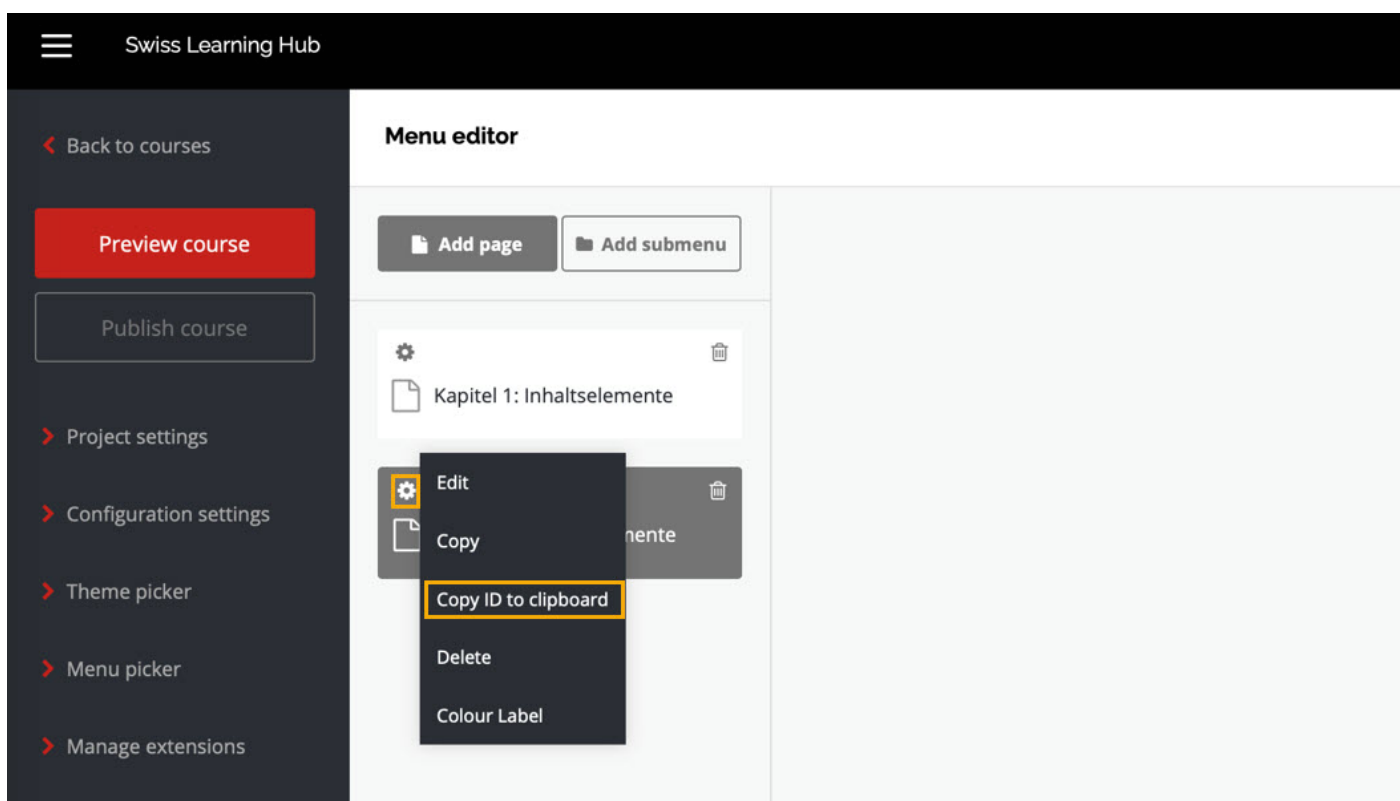 Swiss Learning Hub
Back to courses
Menu editor
Preview course
Add page
Add submenu
Publish course
Kapitel 1: Inhaltselemente
Project settings
Edit
Configuration settings
Copy
Copy ID to clipboard
Theme picker
Delete
Menu picker
Colour Label
Manage extensions